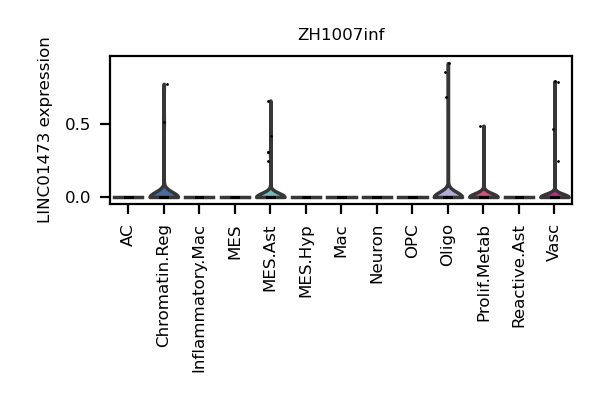 ZH1007inf
LINC01473 expression
0.5
0.0
AC
Chromatin.Reg
Inflammatory.Mac
MES
MES.Ast
MES.Hyp
Mac
Neuron
OPC
Oligo
Prolif.Metab
Reactive.Ast
Vasc